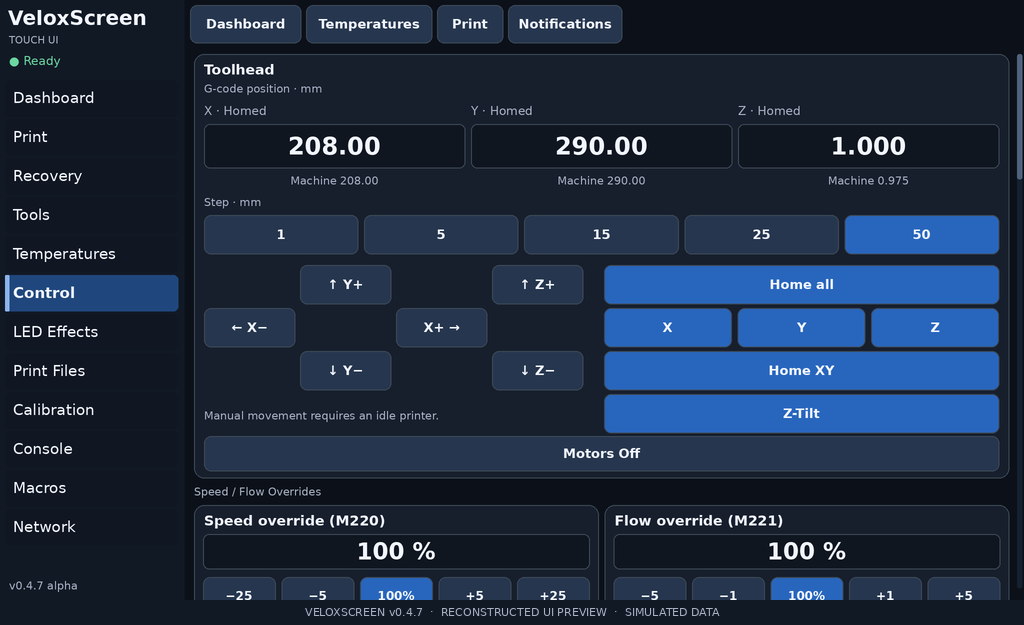 VeloxScreen
TOUCH UI
● Ready
Dashboard
Print
Recovery
Tools
Temperatures
Control
LED Effects
Print Files
Calibration
Console
Macros
Network
v0.4.7 alpha
Dashboard Temperatures Print Notifications
Toolhead
G-code position · mm
X · Homed Y · Homed Z · Homed
208.00 290.00 1.000
Machine 208.00 Machine 290.00 Machine 0.975
Step · mm
1 5 15 25 50
↑ Y+ ↑ Z+ Home all
← X− X+ → X Y Z
↓ Y− ↓ Z− Home XY
Manual movement requires an idle printer. Z-Tilt
Motors Off
Speed / Flow Overrides
Speed override (M220) Flow override (M221)
100 % 100 %
−25 −5 100% +5 +25 −5 −1 100% +1 +5
VELOXSCREEN v0.4.7 · RECONSTRUCTED UI PREVIEW · SIMULATED DATA